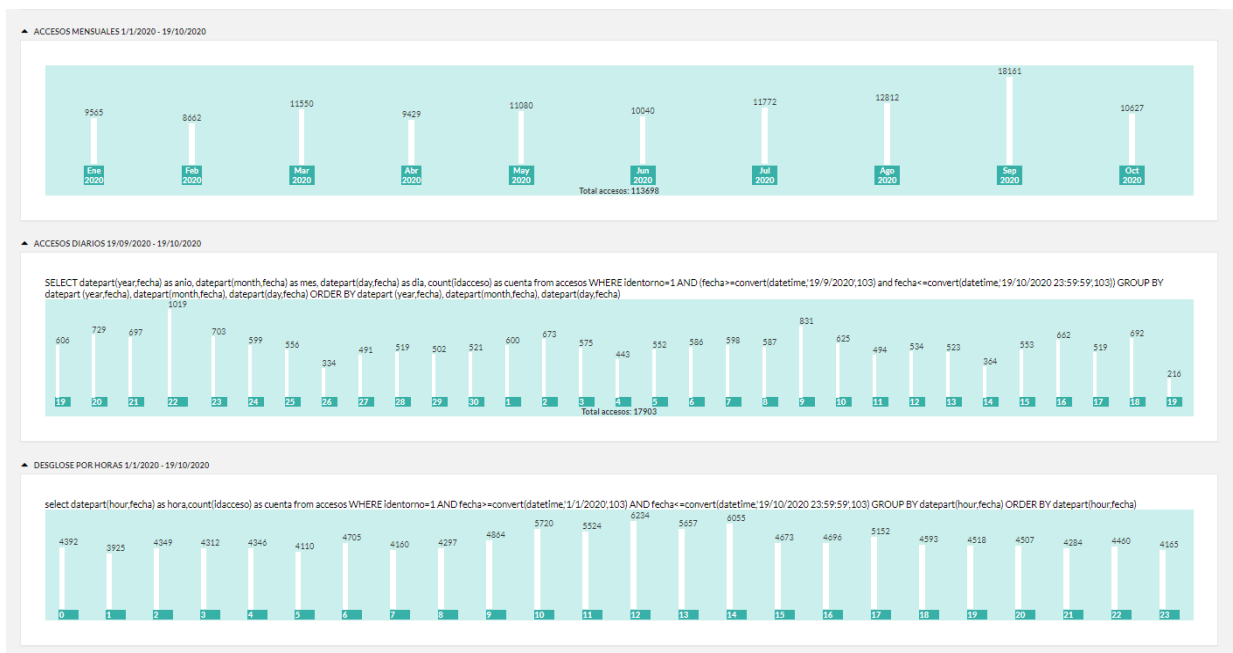 ACCESOS MENSUALES 1/1/2020 - 19/10/2020
9565 8662 11550 9429 11080 10040 11772 12812 18161 10627
Ene Feb Mar Abr May Jun Jul Ago Sep Oct
2020 2020 2020 2020 2020 2020 2020 2020 2020 2020
Total accesos: 113698
ACCESOS DIARIOS 19/09/2020 - 19/10/2020
SELECT datepart(year,fecha) as anio, datepart(month,fecha) as mes, datepart(day,fecha) as dia, count(idacceso) as cuenta from accesos WHERE identorno=1 AND (fecha>=convert(datetime,'19/9/2020',103) and fecha<=convert(datetime,'19/10/2020 23:59:59',103)) GROUP BY
datepart (year,fecha), datepart(month,fecha), datepart(day,fecha) ORDER BY datepart (year,fecha), datepart(month,fecha), datepart(day,fecha)
606 729 697 1019 703 599 556 334 491 519 502 521 600 673 575 443 552 586 598 587 831 625 494 534 523 364 553 662 519 692 216
19 20 21 22 23 24 25 26 27 28 29 30 1 2 3 4 5 6 7 8 9 10 11 12 13 14 15 16 17 18 19
Total accesos: 17903
DESGLOSE POR HORAS 1/1/2020 - 19/10/2020
select datepart(hour,fecha) as hora,count(idacceso) as cuenta from accesos WHERE identorno=1 AND fecha>=convert(datetime,'1/1/2020',103) AND fecha<=convert(datetime,'19/10/2020 23:59:59',103) GROUP BY datepart(hour,fecha) ORDER BY datepart(hour,fecha)
4392 3925 4349 4312 4346 4110 4705 4160 4297 4864 5720 5524 6234 5657 6055 4673 4696 5152 4593 4518 4507 4284 4460 4165
0 1 2 3 4 5 6 7 8 9 10 11 12 13 14 15 16 17 18 19 20 21 22 23